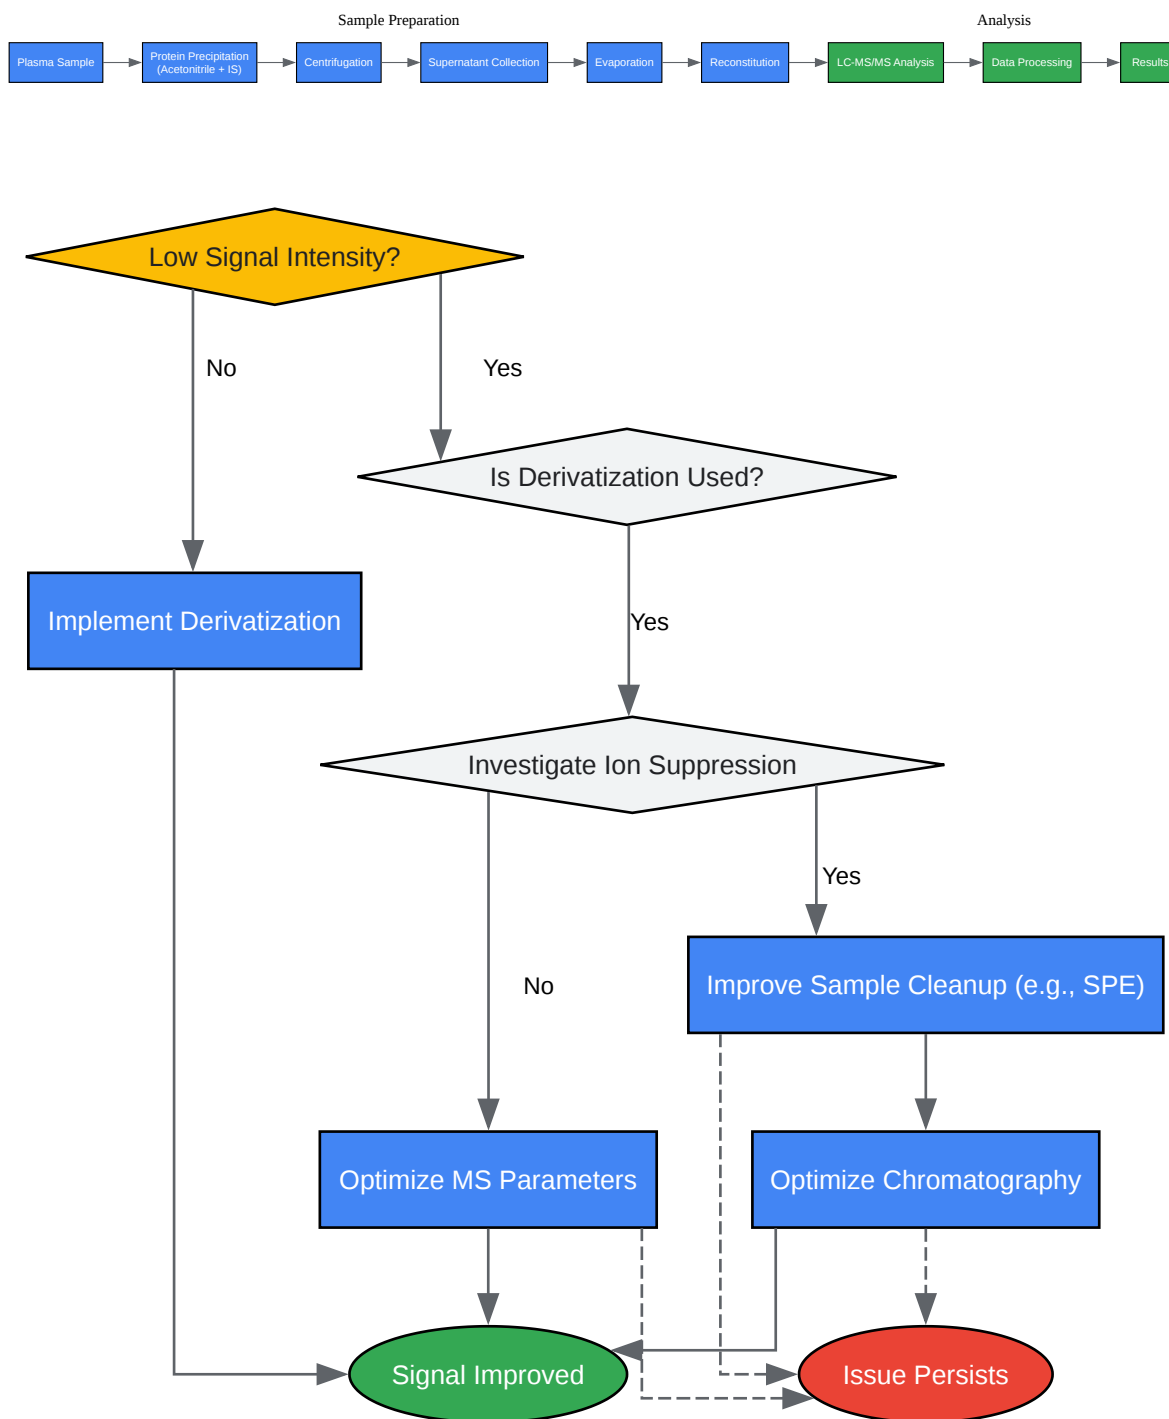 Sample Preparation
Analysis
Plasma Sample
Protein Precipitation
(Acetonitrile + IS)
Centrifugation
Supernatant Collection
Evaporation
Reconstitution
LC-MS/MS Analysis
Data Processing
Results
Low Signal Intensity?
No
Yes
Is Derivatization Used?
Implement Derivatization
Yes
Investigate Ion Suppression
Yes
No
Improve Sample Cleanup (e.g., SPE)
Optimize MS Parameters
Optimize Chromatography
Signal Improved
Issue Persists